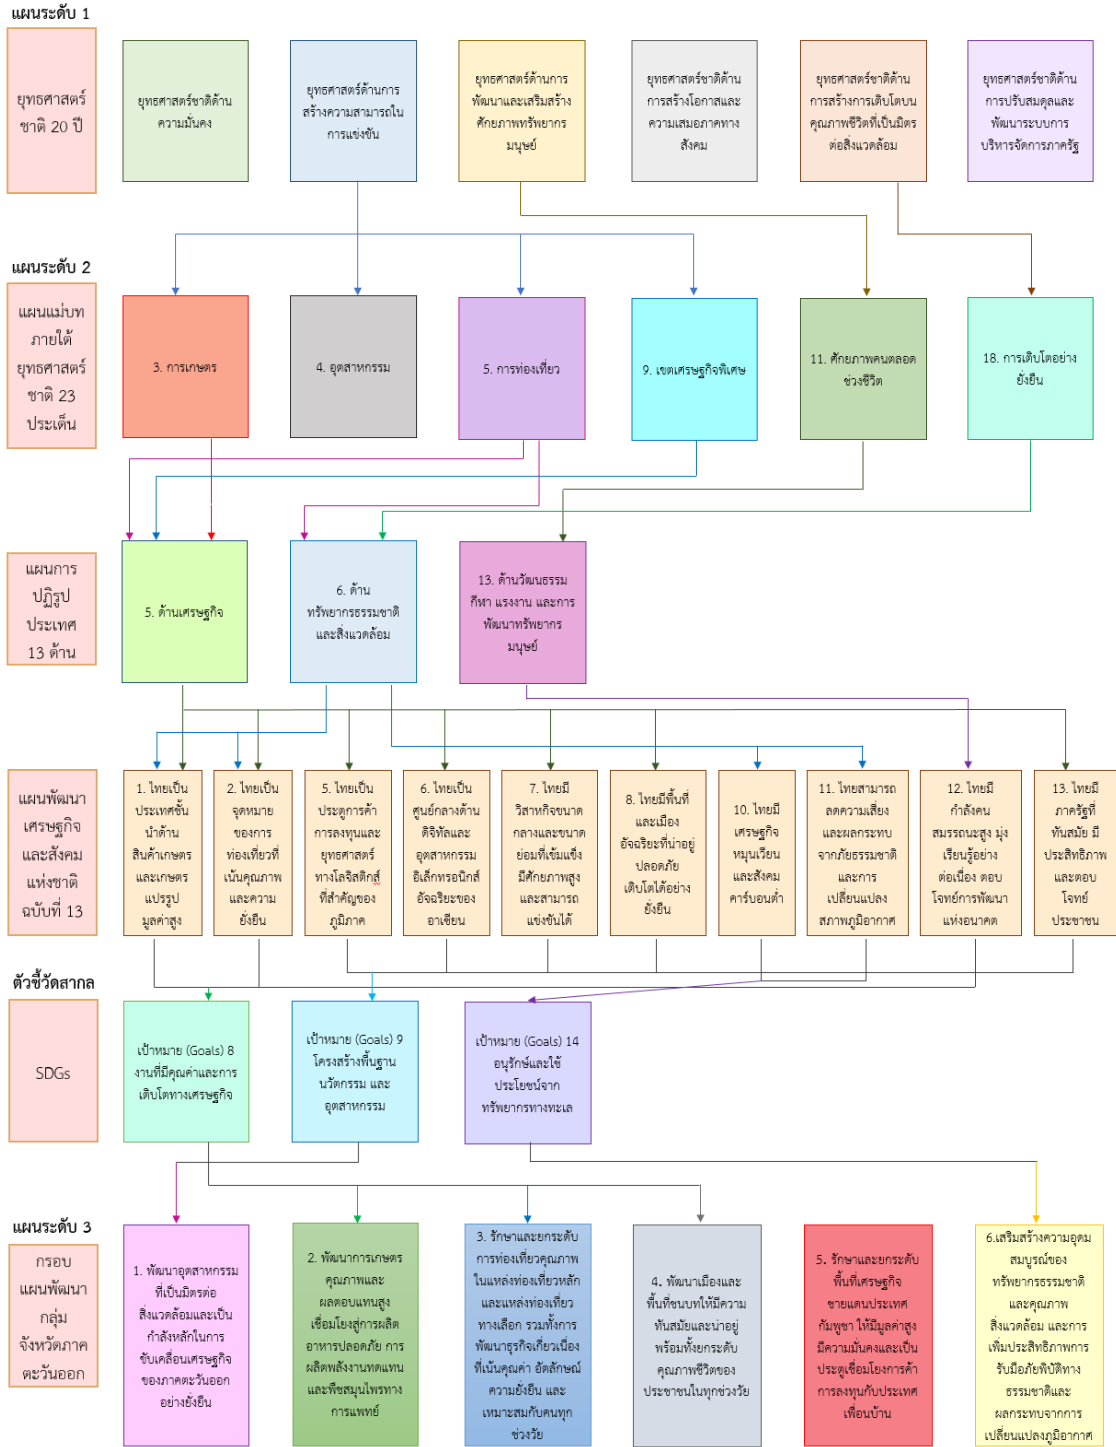 แผนระดับ 1
ยุทธศาสตร์
ชาติ 20 ปี
ยุทธศาสตร์ชาติด้าน
ความมั่นคง
ยุทธศาสตร์ด้านการ
สร้างความสามารถใน
การแข่งขัน
ยุทธศาสตร์ด้านการ
พัฒนาและเสริมสร้าง
ศักยภาพทรัพยากร
มนุษย์
ยุทธศาสตร์ชาติด้าน
การสร้างโอกาสและ
ความเสมอภาคทาง
สังคม
ยุทธศาสตร์ชาติด้าน
การสร้างการเติบโตบน
คุณภาพชีวิตที่เป็นมิตร
ต่อสิ่งแวดล้อม
ยุทธศาสตร์ชาติด้าน
การปรับสมดุลและ
พัฒนาระบบการ
บริหารจัดการภาครัฐ
แผนระดับ 2
แผนแม่บท
ภายใต้
ยุทธศาสตร์
ชาติ 23
ประเด็น
3. การเกษตร
4. อุตสาหกรรม
5. การท่องเที่ยว
9. เขตเศรษฐกิจพิเศษ
11. ศักยภาพคนตลอด
ช่วงชีวิต
18. การเติบโตอย่าง
ยั่งยืน
แผนการ
ปฏิรูป
ประเทศ
13 ด้าน
5. ด้านเศรษฐกิจ
6. ด้าน
ทรัพยากรธรรมชาติ
และสิ่งแวดล้อม
13. ด้านวัฒนธรรม
กีฬา แรงงาน และการ
พัฒนาทรัพยากร
มนุษย์
แผนพัฒนา
เศรษฐกิจ
และสังคม
แห่งชาติ
ฉบับที่ 13
1. ไทยเป็น
ประเทศชั้น
นำด้าน
สินค้าเกษตร
และเกษตร
แปรรูป
มูลค่าสูง
2. ไทยเป็น
จุดหมาย
ของการ
ท่องเที่ยวที่
เน้นคุณภาพ
และความ
ยั่งยืน
5. ไทยเป็น
ประตูการค้า
การลงทุนและ
ยุทธศาสตร์
ทางโลจิสติกส์
ที่สำคัญของ
ภูมิภาค
6. ไทยเป็น
ศูนย์กลางด้าน
ดิจิทัลและ
อุตสาหกรรม
อิเล็กทรอนิกส์
อัจฉริยะของ
อาเซียน
7. ไทยมี
วิสาหกิจขนาด
กลางและขนาด
ย่อมที่เข้มแข็ง
มีศักยภาพสูง
และสามารถ
แข่งขันได้
8. ไทยมีพื้นที่
และเมือง
อัจฉริยะที่น่าอยู่
ปลอดภัย
เติบโตได้อย่าง
ยั่งยืน
10. ไทยมี
เศรษฐกิจ
หมุนเวียน
และสังคม
คาร์บอนต่ำ
11. ไทยสามารถ
ลดความเสี่ยง
และผลกระทบ
จากภัยธรรมชาติ
และการ
เปลี่ยนแปลง
สภาพภูมิอากาศ
12. ไทยมี
กำลังคน
สมรรถนะสูง มุ่ง
เรียนรู้อย่าง
ต่อเนื่อง ตอบ
โจทย์การพัฒนา
แห่งอนาคต
13. ไทยมี
ภาครัฐที่
ทันสมัย มี
ประสิทธิภาพ
และตอบ
โจทย์
ประชาชน
ตัวชี้วัดสากล
SDGs
เป้าหมาย (Goals) 8
งานที่มีคุณค่าและการ
เติบโตทางเศรษฐกิจ
เป้าหมาย (Goals) 9
โครงสร้างพื้นฐาน
นวัตกรรม และ
อุตสาหกรรม
เป้าหมาย (Goals) 14
อนุรักษ์และใช้
ประโยชน์จาก
ทรัพยากรทางทะเล
แผนระดับ 3
กรอบ
แผนพัฒนา
กลุ่ม
จังหวัดภาค
ตะวันออก
1. พัฒนาอุตสาหกรรม
ที่เป็นมิตรต่อ
สิ่งแวดล้อมและเป็น
กำลังหลักในการ
ขับเคลื่อนเศรษฐกิจ
ของภาคตะวันออก
อย่างยั่งยืน
2. พัฒนาการเกษตร
คุณภาพและ
ผลตอบแทนสูง
เชื่อมโยงสู่การผลิต
อาหารปลอดภัย การ
ผลิตพลังงานทดแทน
และพืชสมุนไพรทาง
การแพทย์
3. รักษาและยกระดับ
การท่องเที่ยวคุณภาพ
ในแหล่งท่องเที่ยวหลัก
และแหล่งท่องเที่ยว
ทางเลือก รวมทั้งการ
พัฒนาธุรกิจเกี่ยวเนื่อง
ที่เน้นคุณค่า อัตลักษณ์
ความยั่งยืน และ
เหมาะสมกับคนทุก
ช่วงวัย
4. พัฒนาเมืองและ
พื้นที่ชนบทให้มีความ
ทันสมัยและน่าอยู่
พร้อมทั้งยกระดับ
คุณภาพชีวิตของ
ประชาชนในทุกช่วงวัย
5. รักษาและยกระดับ
พื้นที่เศรษฐกิจ
ชายแดนประเทศ
กัมพูชา ให้มีมูลค่าสูง
มีความมั่นคงและเป็น
ประตูเชื่อมโยงการค้า
การลงทุนกับประเทศ
เพื่อนบ้าน
6.เสริมสร้างความอุดม
สมบูรณ์ของ
ทรัพยากรธรรมชาติ
และคุณภาพ
สิ่งแวดล้อม และการ
เพิ่มประสิทธิภาพการ
รับมือภัยพิบัติทาง
ธรรมชาติและ
ผลกระทบจากการ
เปลี่ยนแปลงภูมิอากาศ